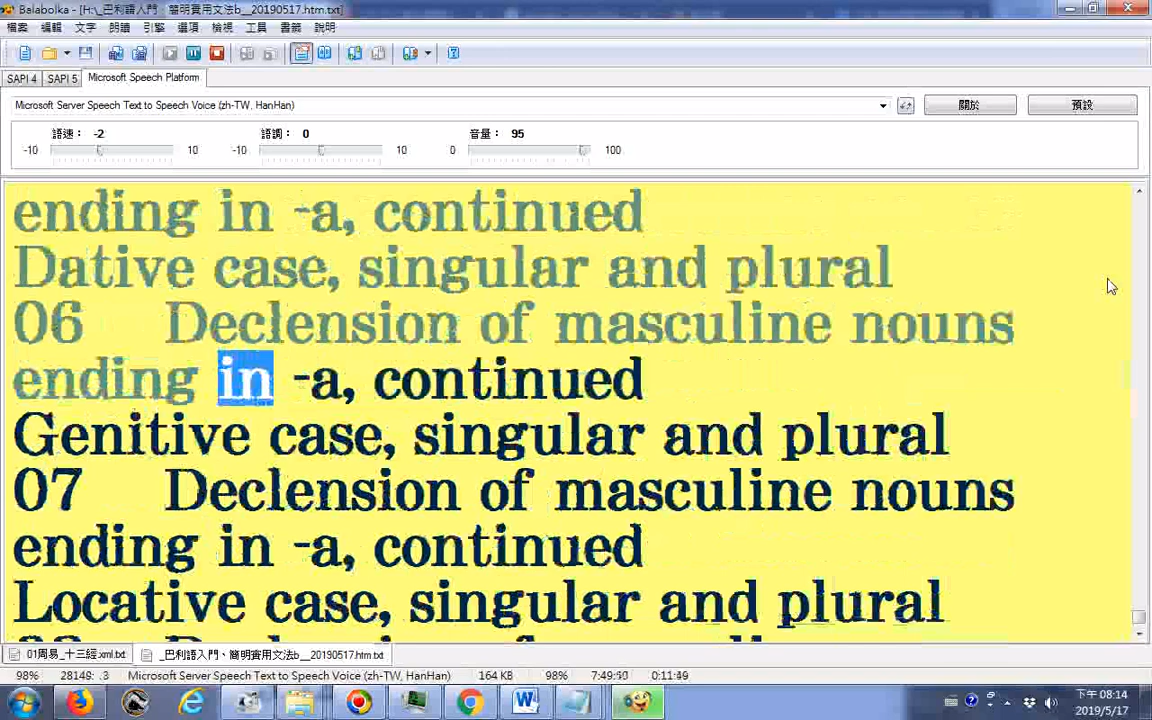 Balabolka - [H:\_巴利語入門、簡明實用文法b__20190517.htm.txt]
檔案 編輯 文字 朗讀 引擎 選項 檢視 工具 書籤 說明
SAPI 4 SAPI 5 Microsoft Speech Platform
Microsoft Server Speech Text to Speech Voice (zh-TW, HanHan) 關於 預設
語速： -2 語調： 0 音量： 95
-10 10 -10 10 0 100
ending in -a, continued
Dative case, singular and plural
06 Declension of masculine nouns
ending in -a, continued
Genitive case, singular and plural
07 Declension of masculine nouns
ending in -a, continued
Locative case, singular and plural
01周易_十三經.xml.txt _巴利語入門、簡明實用文法b__20190517.htm.txt
98% 28149: .3 Microsoft Server Speech Text to Speech Voice (zh-TW, HanHan) 164 KB 98% 7:49:50 0:11:49
下午 08:14
2019/5/17